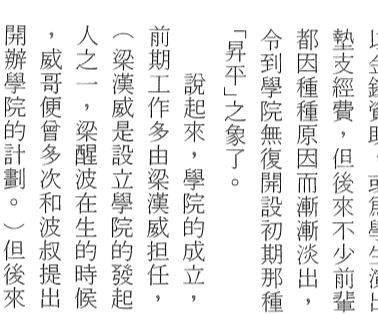 以金錢資助，或為學生演出
墊支經費，但後來不少前輩
都因種種原因而漸漸淡出，
令到學院無復開設初期那種
「昇平」之象了。
說起來，學院的成立，
前期工作多由梁漢威担任，
（梁漢威是設立學院的發起
人之一，梁醒波在生的時候
，威哥便曾多次和波叔提出
開辦學院的計劃。）但後來